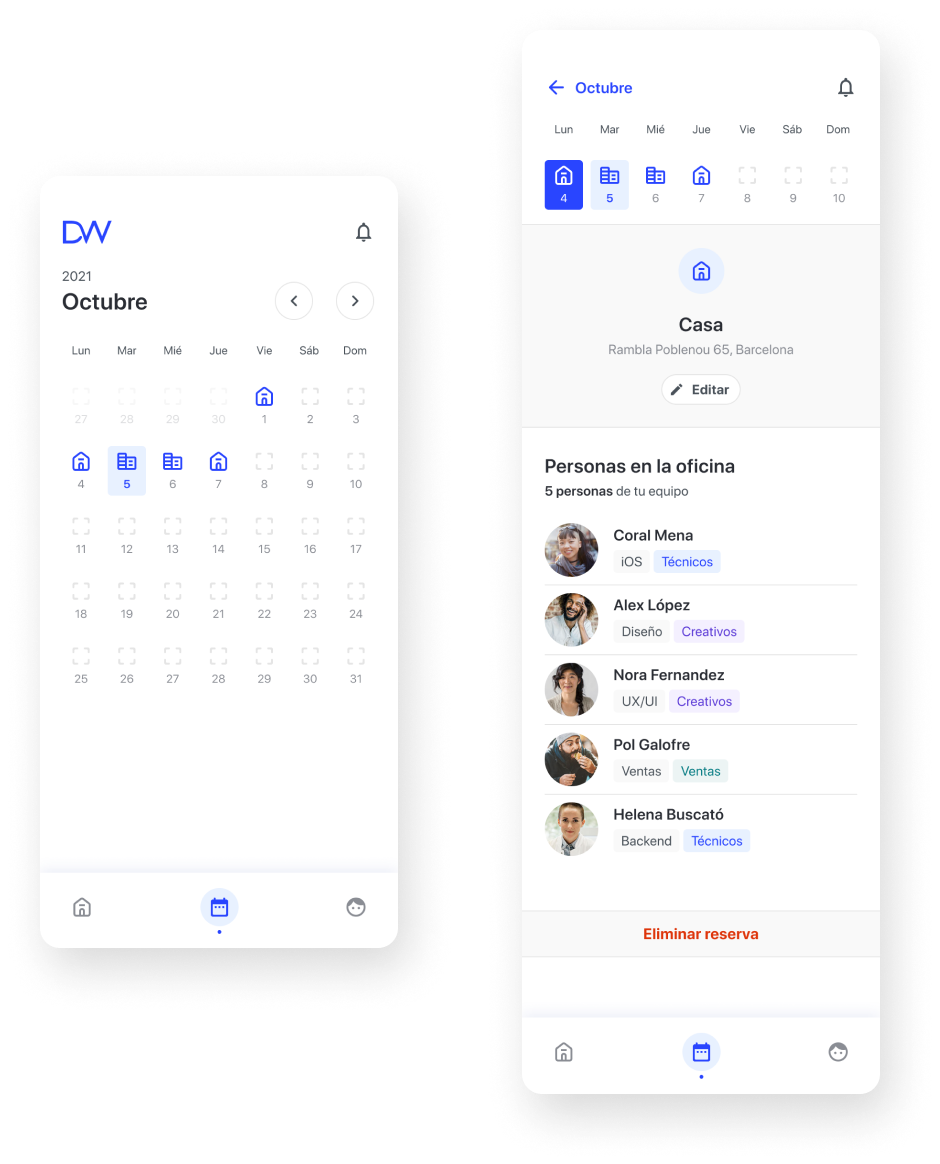 DW
2021
Octubre
Lun Mar Mié Jue Vie Sáb Dom
27 28 29 30 1 2 3
4 5 6 7 8 9 10
11 12 13 14 15 16 17
18 19 20 21 22 23 24
25 26 27 28 29 30 31
Octubre
Lun Mar Mié Jue Vie Sáb Dom
4 5 6 7 8 9 10
Casa
Rambla Poblenou 65, Barcelona
Editar
Personas en la oficina
5 personas de tu equipo
Coral Mena
iOS Técnicos
Alex López
Diseño Creativos
Nora Fernandez
UX/UI Creativos
Pol Galofre
Ventas Ventas
Helena Buscató
Backend Técnicos
Eliminar reserva